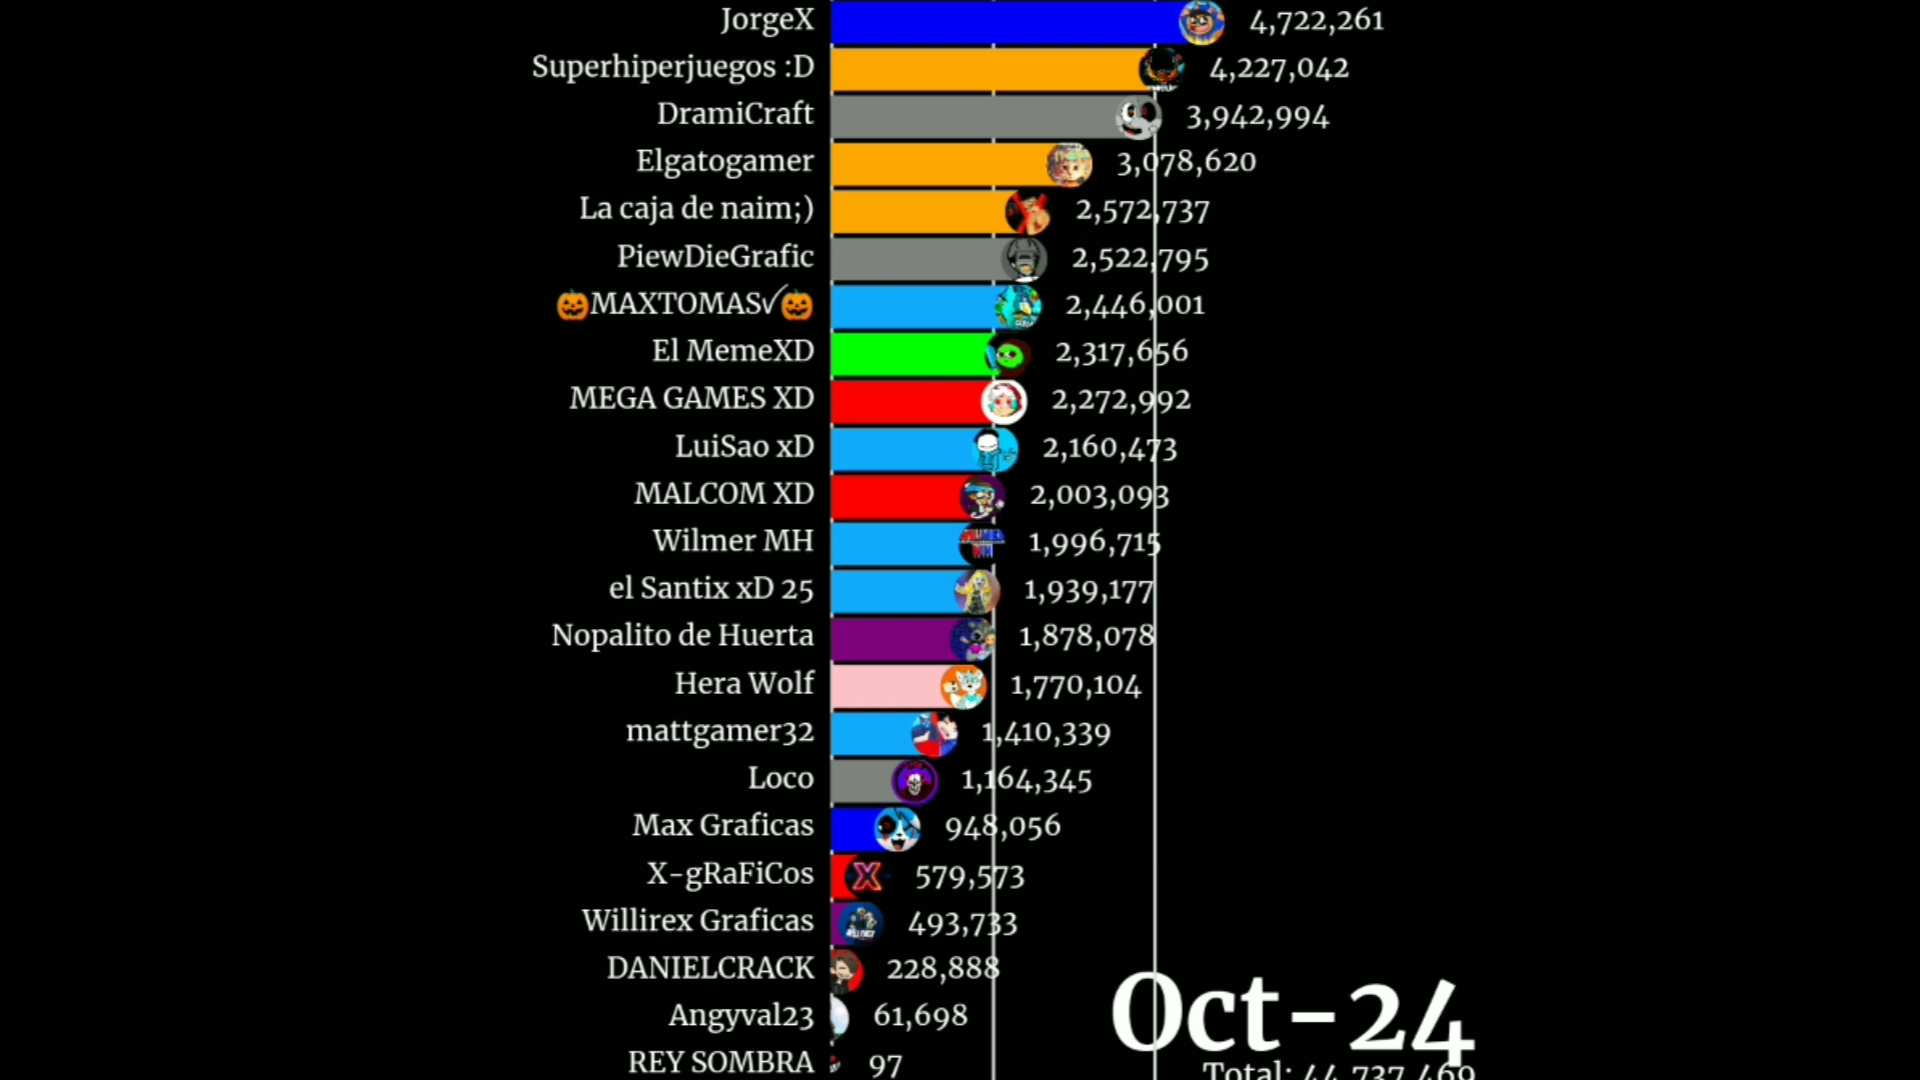 JorgeX 4,722,261
Superhiperjuegos :D 4,227,042
DramiCraft 3,942,994
Elgatogamer 3,078,620
La caja de naim;) 2,572,737
PiewDieGrafic 2,522,795
🎃MAXTOMAS✓🎃 2,446,001
El MemeXD 2,317,656
MEGA GAMES XD 2,272,992
LuiSao xD 2,160,473
MALCOM XD 2,003,093
Wilmer MH 1,996,715
el Santix xD 25 1,939,177
Nopalito de Huerta 1,878,078
Hera Wolf 1,770,104
mattgamer32 1,410,339
Loco 1,164,345
Max Graficas 948,056
X-gRaFiCos 579,573
Willirex Graficas 493,733
DANIELCRACK 228,888
Angyval23 61,698
REY SOMBRA 97
Oct-24
Total: 44,737,469